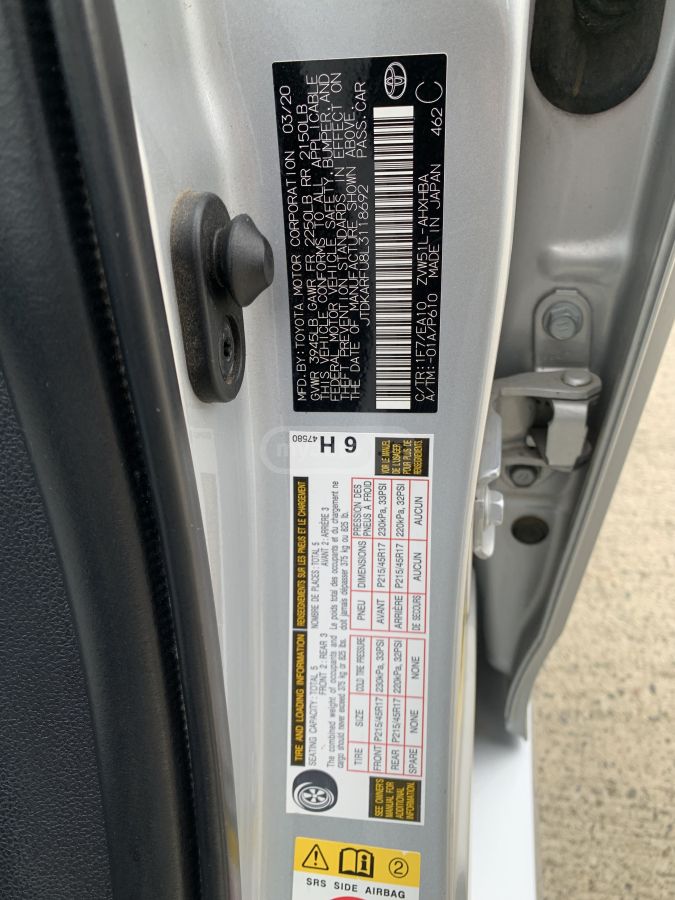 MFD.BY:TOYOTA MOTOR CORPORATION 03/20
GVWR 3945LB GAWR FR 2250LB RR 2150LB
THIS VEHICLE CONFORMS TO ALL APPLICABLE
FEDERAL MOTOR VEHICLE SAFETY,BUMPER,AND
THEFT PREVENTION STANDARDS IN EFFECT ON
THE DATE OF MANUFACTURE SHOWN ABOVE.
JTDKARFU8L3118692 PASS.CAR
C/TR:1F7/EA10 ZVW51L-AHXHBA
A/TM:-01A/P610 MADE IN JAPAN 462 C
TIRE AND LOADING INFORMATION
SEATING CAPACITY:TOTAL 5
FRONT 2 : REAR 3
The combined weight of occupants and
cargo should never exceed 375 kg or 825 lbs.
TIRE SIZE COLD TIRE PRESSURE
FRONT P215/45R17 230kPa, 33PSI
REAR P215/45R17 220kPa, 32PSI
SPARE NONE NONE
SEE OWNER'S
MANUAL FOR
ADDITIONAL
INFORMATION.
RENSEIGNEMENTS SUR LES PNEUS ET LE CHARGEMENT
NOMBRE DE PLACES:TOTAL 5
AVANT 2 : ARRIÈRE 3
Le poids total des occupants et du chargement ne
doit jamais dépasser 375 kg ou 825 lb.
PNEU DIMENSIONS PRESSION DES
PNEUS À FROID
AVANT P215/45R17 230kPa, 33PSI
ARRIÈRE P215/45R17 220kPa, 32PSI
DE SECOURS AUCUN AUCUN
VOIR LE MANUEL
DE L'USAGER
POUR PLUS DE
RENSEIGNEMENTS.
47580
H 6
2
SRS SIDE AIRBAG